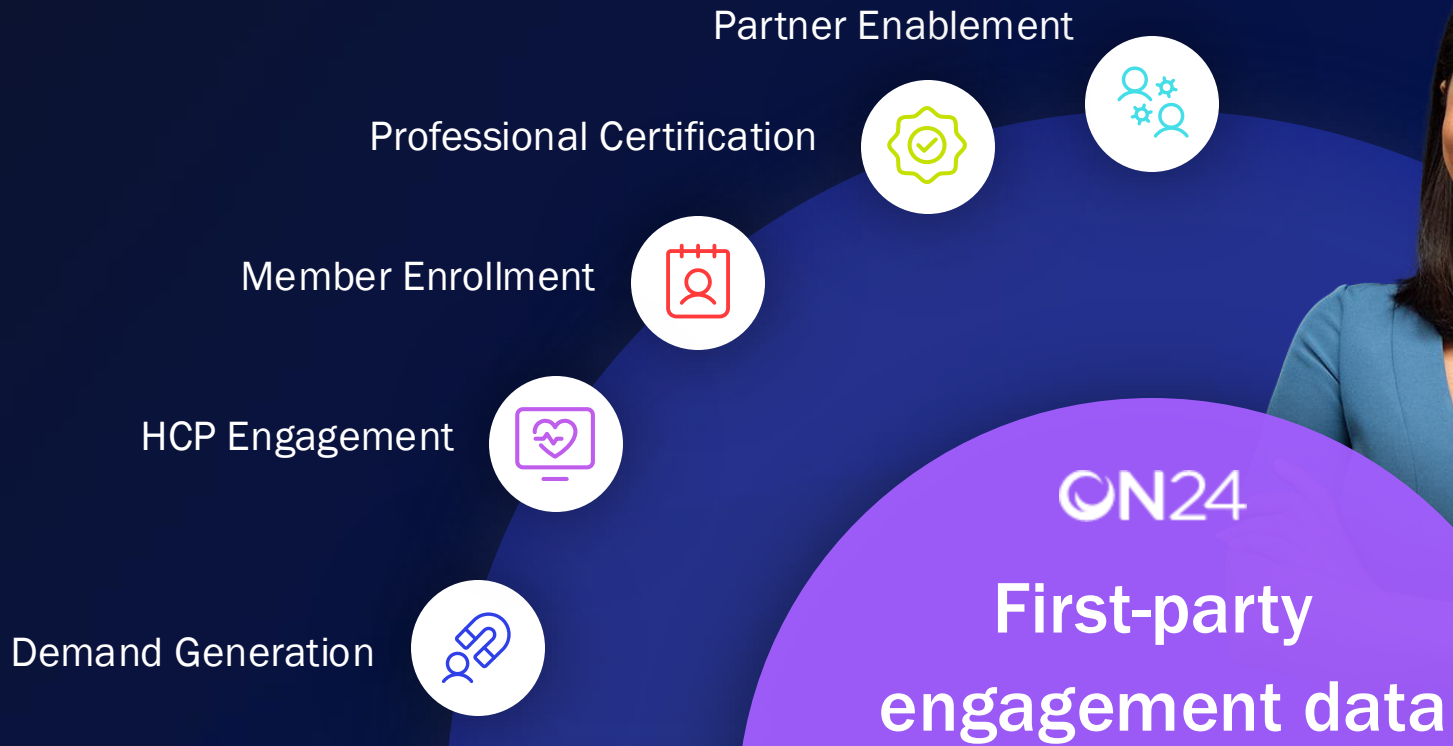 Partner Enablement
Professional Certification
Member Enrollment
HCP Engagement
Demand Generation
ON24
First-party
engagement data